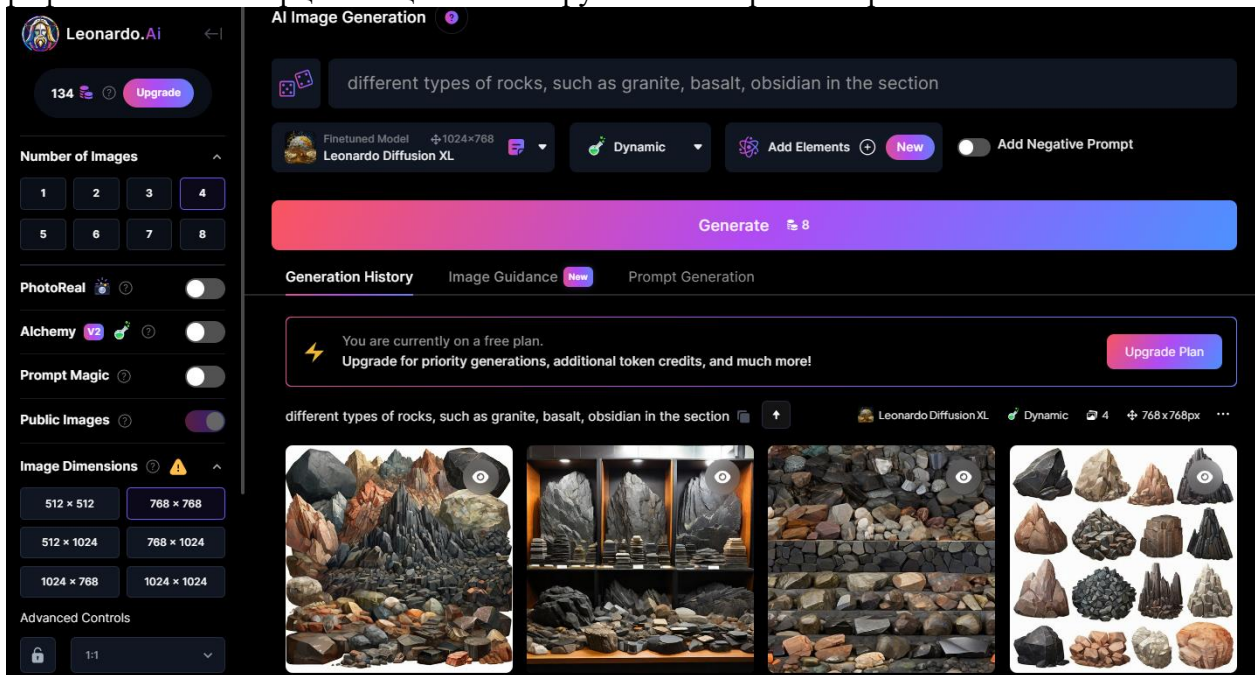 AI Image Generation
Leonardo.Ai
134 Upgrade
different types of rocks, such as granite, basalt, obsidian in the section
Finetuned Model 1024×768
Leonardo Diffusion XL
Dynamic
Add Elements New
Add Negative Prompt
Number of Images
1 2 3 4
5 6 7 8
Generate 8
PhotoReal
Alchemy V2
Prompt Magic
Public Images
Image Dimensions
512 × 512 768 × 768
512 × 1024 768 × 1024
1024 × 768 1024 × 1024
Advanced Controls
1:1
Generation History Image Guidance New Prompt Generation
You are currently on a free plan.
Upgrade for priority generations, additional token credits, and much more!
Upgrade Plan
different types of rocks, such as granite, basalt, obsidian in the section
Leonardo Diffusion XL Dynamic 4 768 x 768px